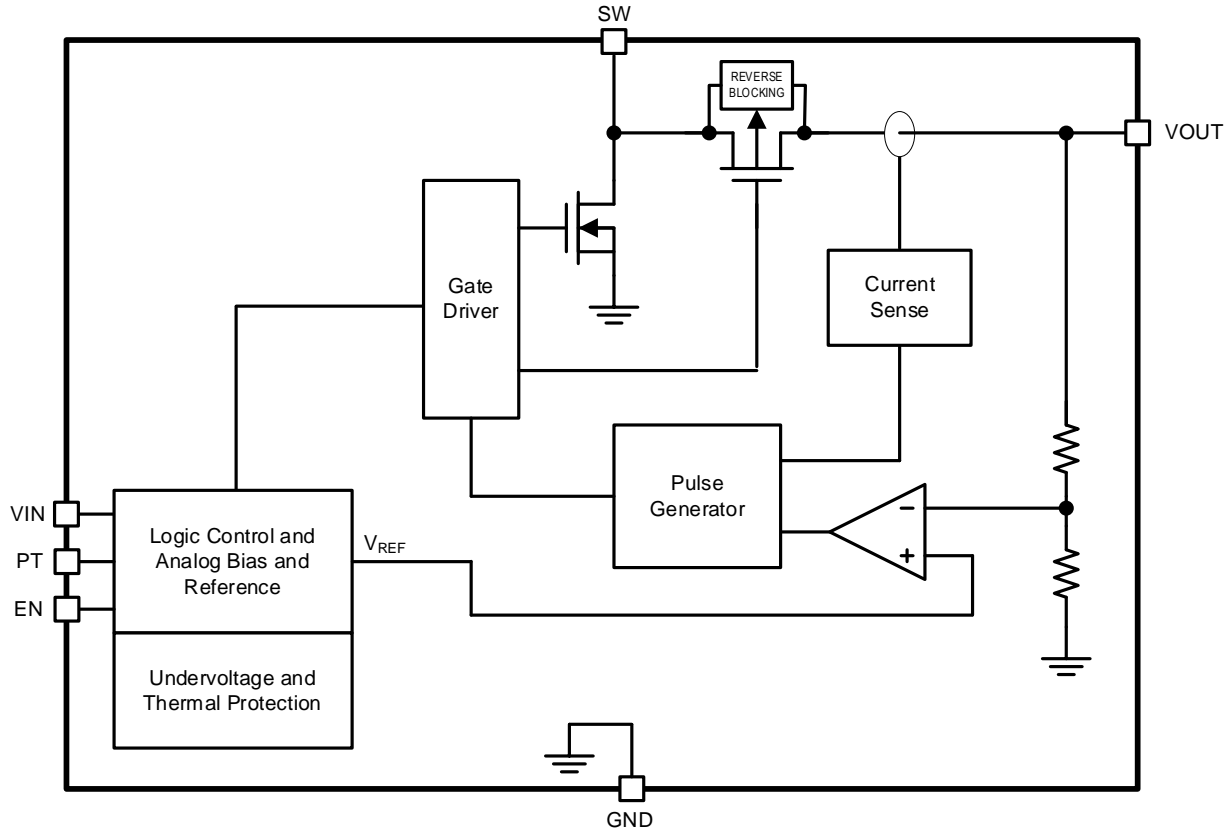 SW
REVERSE
BLOCKING
VOUT
Gate
Driver
Current
Sense
Pulse
Generator
VIN
PT
EN
Logic Control and
Analog Bias and
Reference
VREF
−
+
Undervoltage and
Thermal Protection
GND